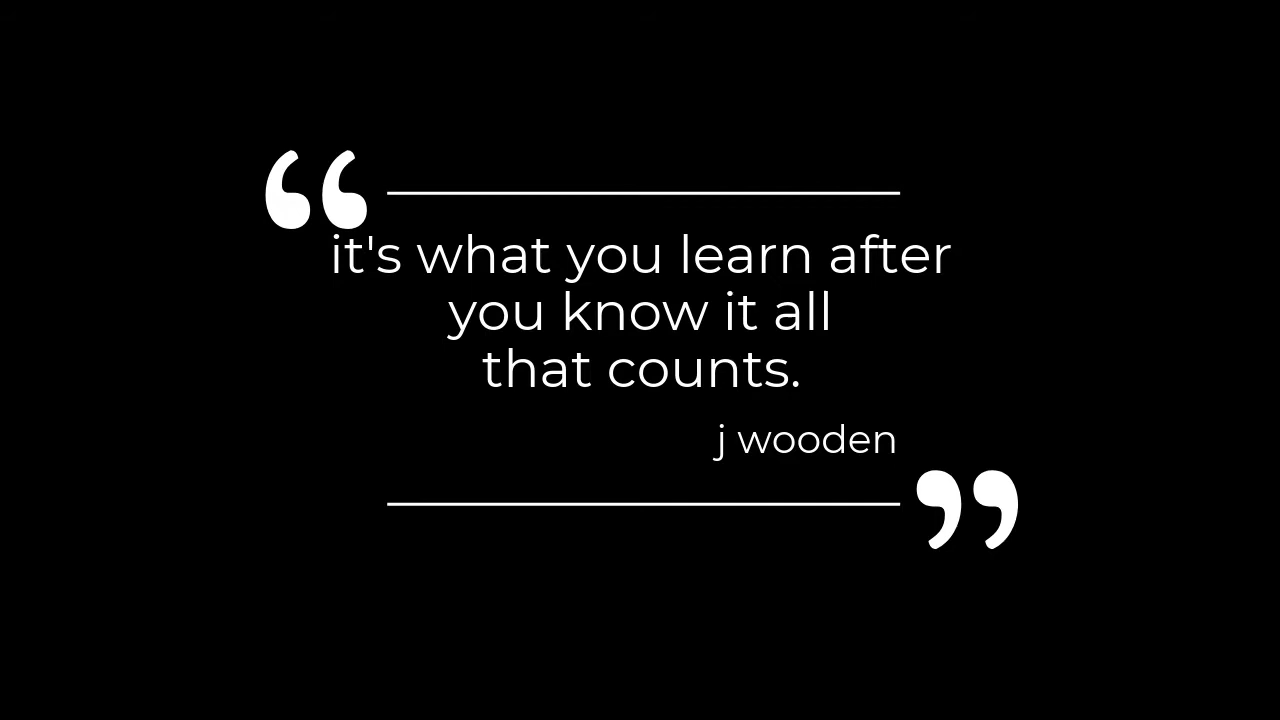 “
it's what you learn after
you know it all
that counts.
j wooden
”